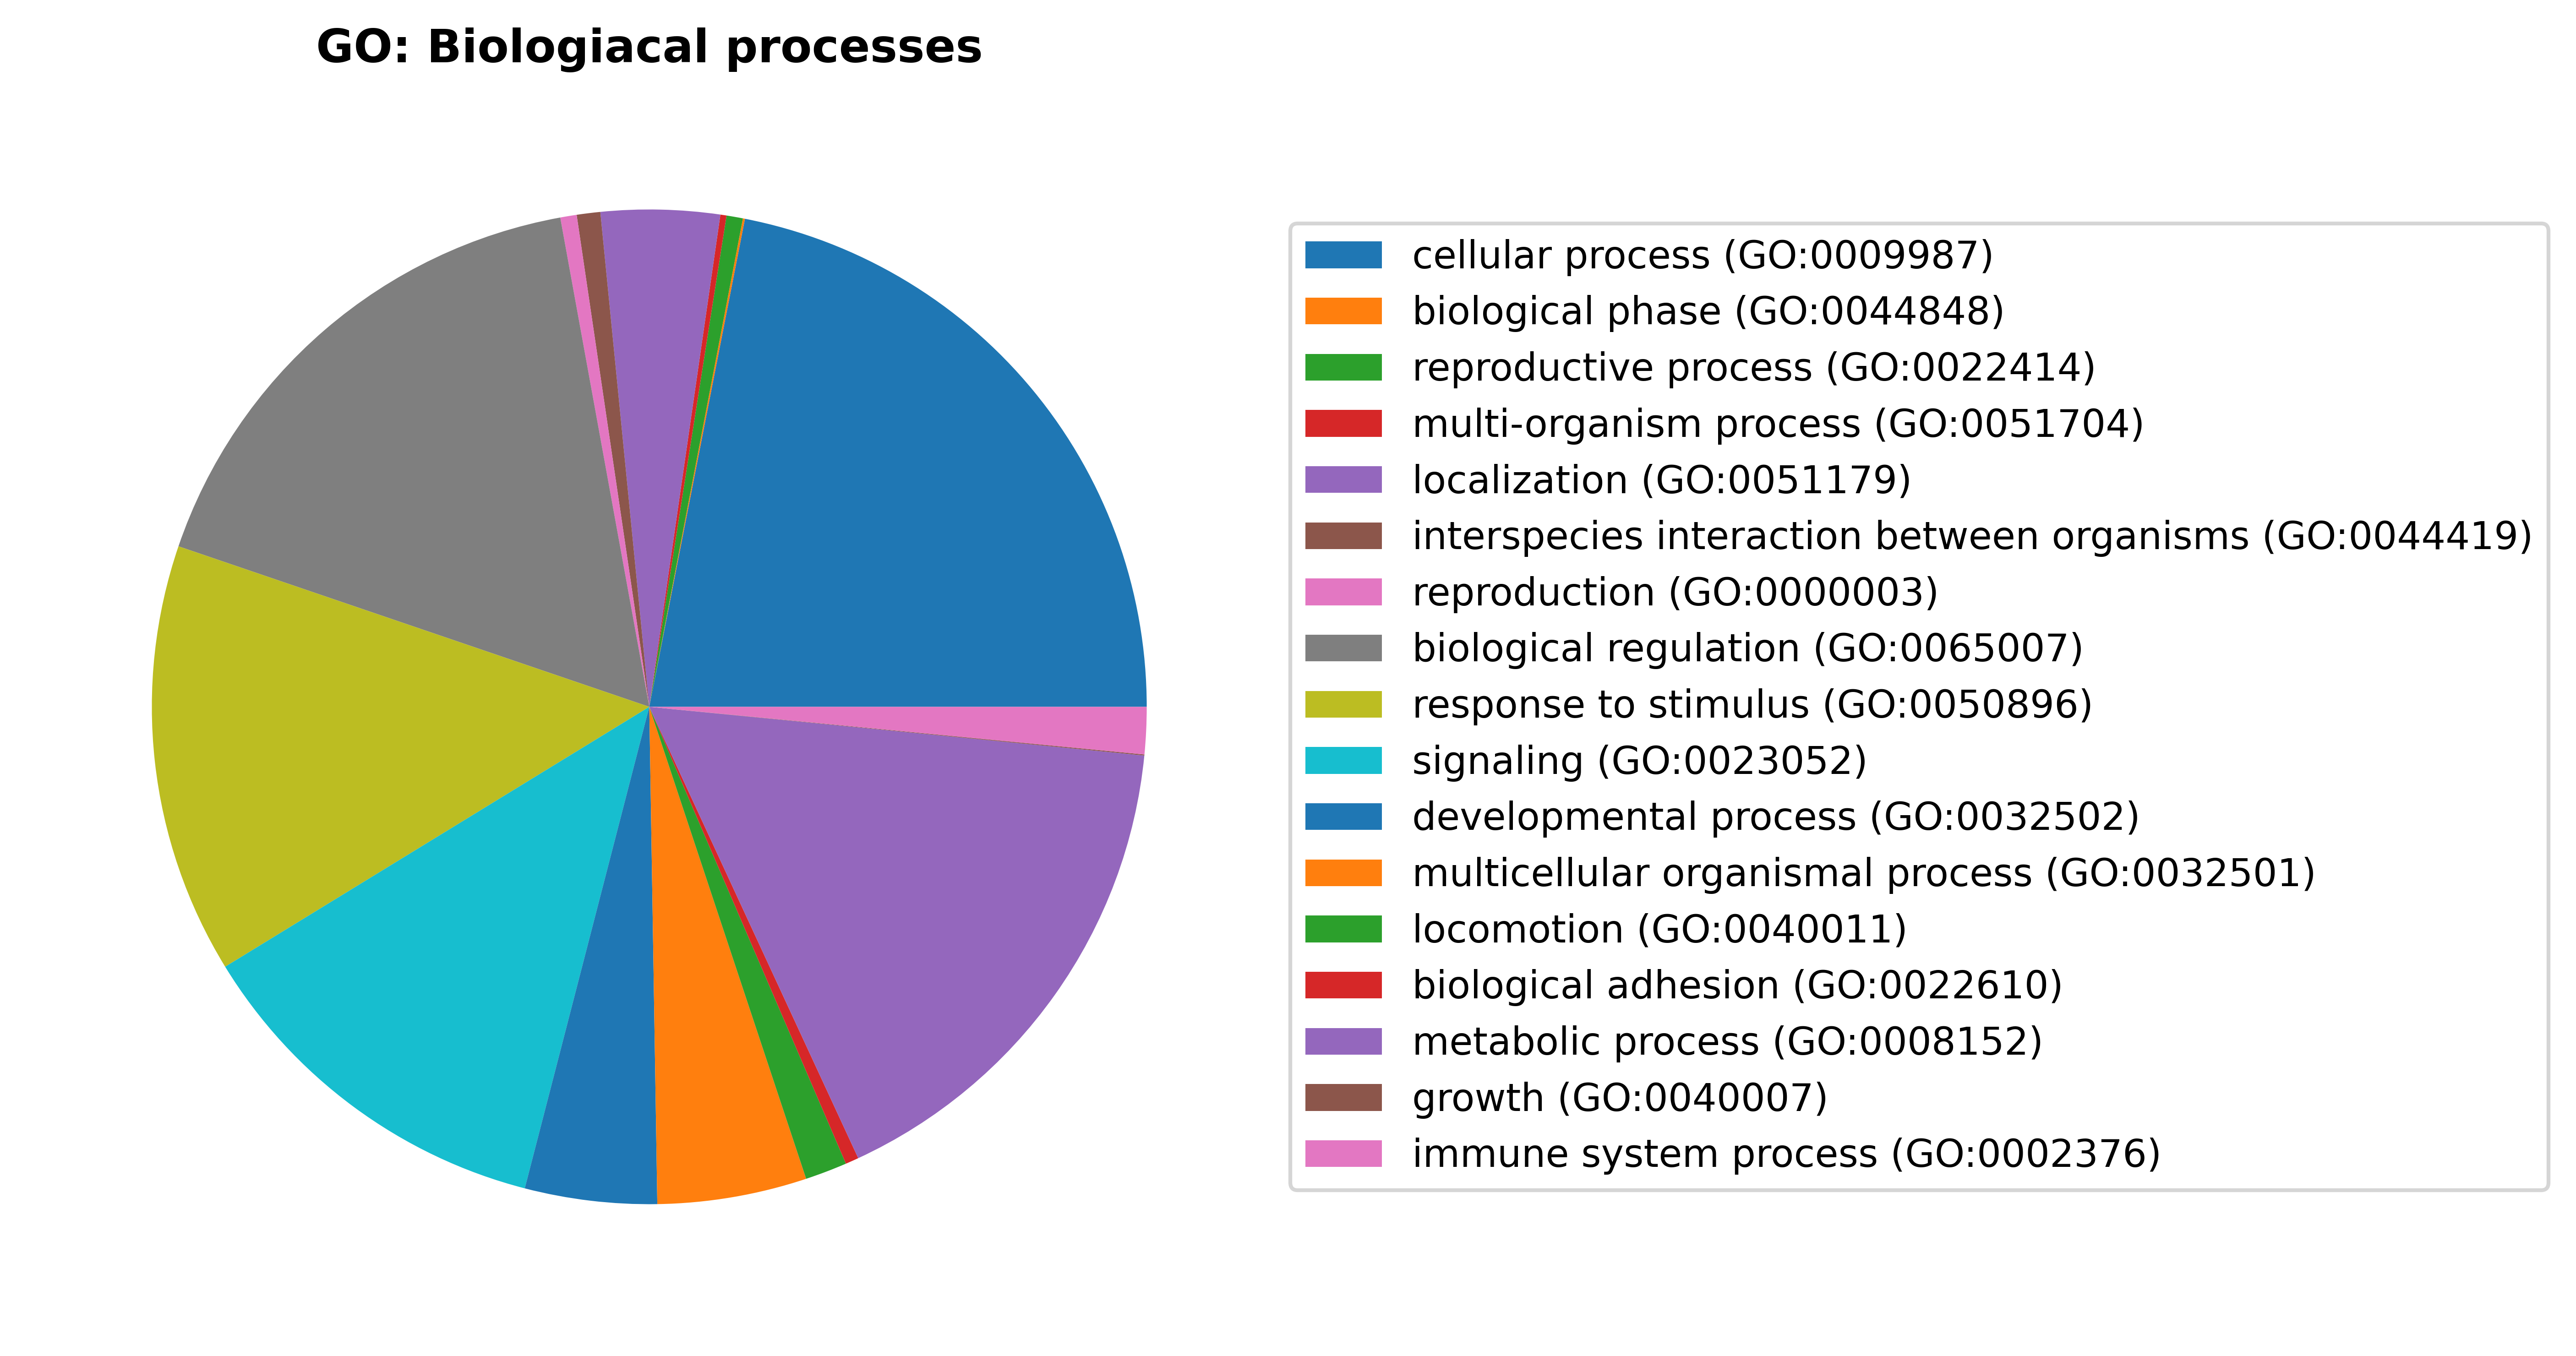 GO: Biologiacal processes
cellular process (GO:0009987)
biological phase (GO:0044848)
reproductive process (GO:0022414)
multi-organism process (GO:0051704)
localization (GO:0051179)
interspecies interaction between organisms (GO:0044419)
reproduction (GO:0000003)
biological regulation (GO:0065007)
response to stimulus (GO:0050896)
signaling (GO:0023052)
developmental process (GO:0032502)
multicellular organismal process (GO:0032501)
locomotion (GO:0040011)
biological adhesion (GO:0022610)
metabolic process (GO:0008152)
growth (GO:0040007)
immune system process (GO:0002376)